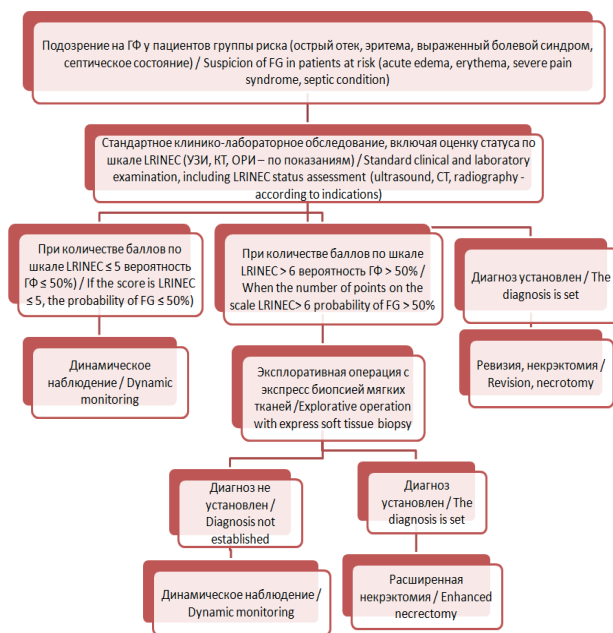 Подозрение на ГФ у пациентов группы риска (острый отек, эритема, выраженный болевой синдром,
септическое состояние) / Suspicion of FG in patients at risk (acute edema, erythema, severe pain
syndrome, septic condition)
Стандартное клинико-лабораторное обследование, включая оценку статуса по
шкале LRINEC (УЗИ, КТ, ОРИ – по показаниям) / Standard clinical and laboratory
examination, including LRINEC status assessment (ultrasound, CT, radiography -
according to indications)
При количестве баллов по
шкале LRINEC ≤ 5 вероятность
ГФ ≤ 50%) / If the score is LRINEC
≤ 5, the probability of FG ≤ 50%)
При количестве баллов по шкале
LRINEC > 6 вероятность ГФ > 50% /
When the number of points on the
scale LRINEC> 6 probability of FG > 50%
Диагноз установлен / The
diagnosis is set
Динамическое
наблюдение / Dynamic
monitoring
Эксплоративная операция с
экспресс биопсией мягких
тканей /Explorative operation
with express soft tissue biopsy
Ревизия, некрэктомия /
Revision, necrotomy
Диагноз не
установлен /
Diagnosis not
established
Диагноз
установлен / The
diagnosis is set
Динамическое наблюдение /
Dynamic monitoring
Расширенная
некрэктомия / Enhanced
necrectomy